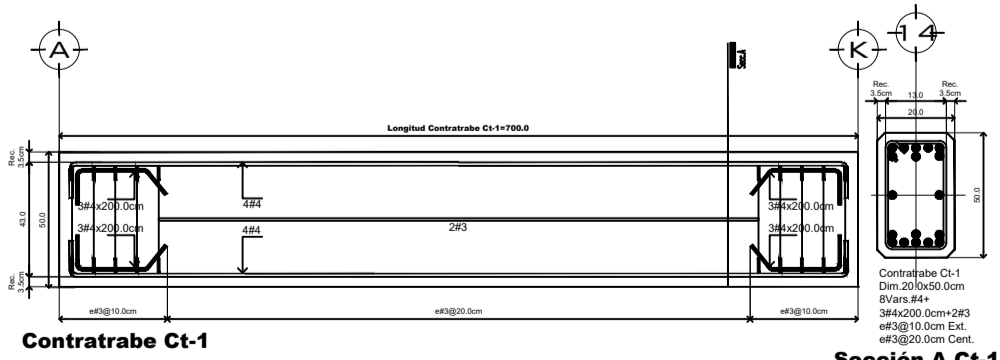 A
K
14
Secc.A
Rec.
3.5cm
13.0
Rec.
3.5cm
20.0
Longitud Contratrabe Ct-1=700.0
Rec.
3.5cm
43.0
50.0
Rec.
3.5cm
3#4x200.0cm
4#4
3#4x200.0cm
3#4x200.0cm
4#4
2#3
3#4x200.0cm
50.0
e#3@10.0cm
e#3@20.0cm
e#3@10.0cm
Contratrabe Ct-1
Dim.20.0x50.0cm
8Vars.#4+
3#4x200.0cm+2#3
e#3@10.0cm Ext.
e#3@20.0cm Cent.
Contratrabe Ct-1
Sección A Ct-1